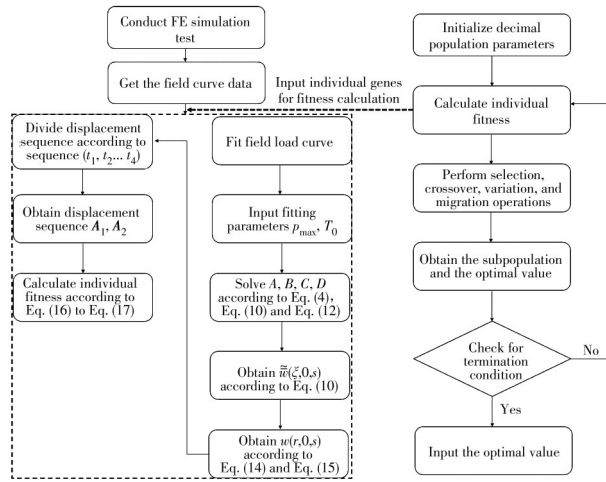 Conduct FE simulation
test
Get the field curve data
Input individual genes
for fitness calculation
Divide displacement
sequence according to
sequence (t₁, t₂... t₄)
Obtain displacement
sequence A₁, A₂
Calculate individual
fitness according to
Eq. (16) to Eq. (17)
Fit field load curve
Input fitting
parameters p_max, T₀
Solve A, B, C, D
according to Eq. (4),
Eq. (10) and Eq. (12)
Obtain w̃̄(ξ,0,s)
according to Eq. (10)
Obtain w(r,0,s)
according to
Eq. (14) and Eq. (15)
Initialize decimal
population parameters
Calculate individual
fitness
Perform selection,
crossover, variation, and
migration operations
Obtain the subpopulation
and the optimal value
Check for
termination
condition
No
Yes
Input the optimal value